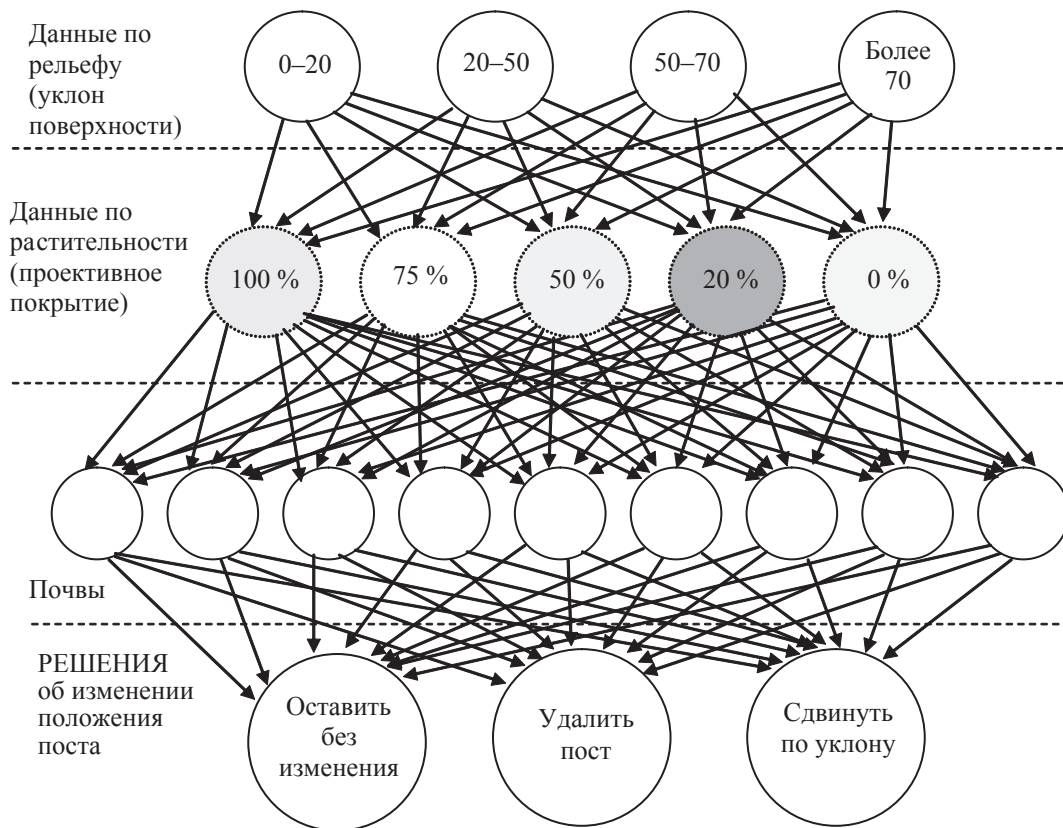 Данные по
рельефу
(уклон
поверхности)
0–20
20–50
50–70
Более
70
Данные по
растительности
(проективное
покрытие)
100 %
75 %
50 %
20 %
0 %
Почвы
РЕШЕНИЯ
об изменении
положения
поста
Оставить
без
изменения
Удалить
пост
Сдвинуть
по уклону